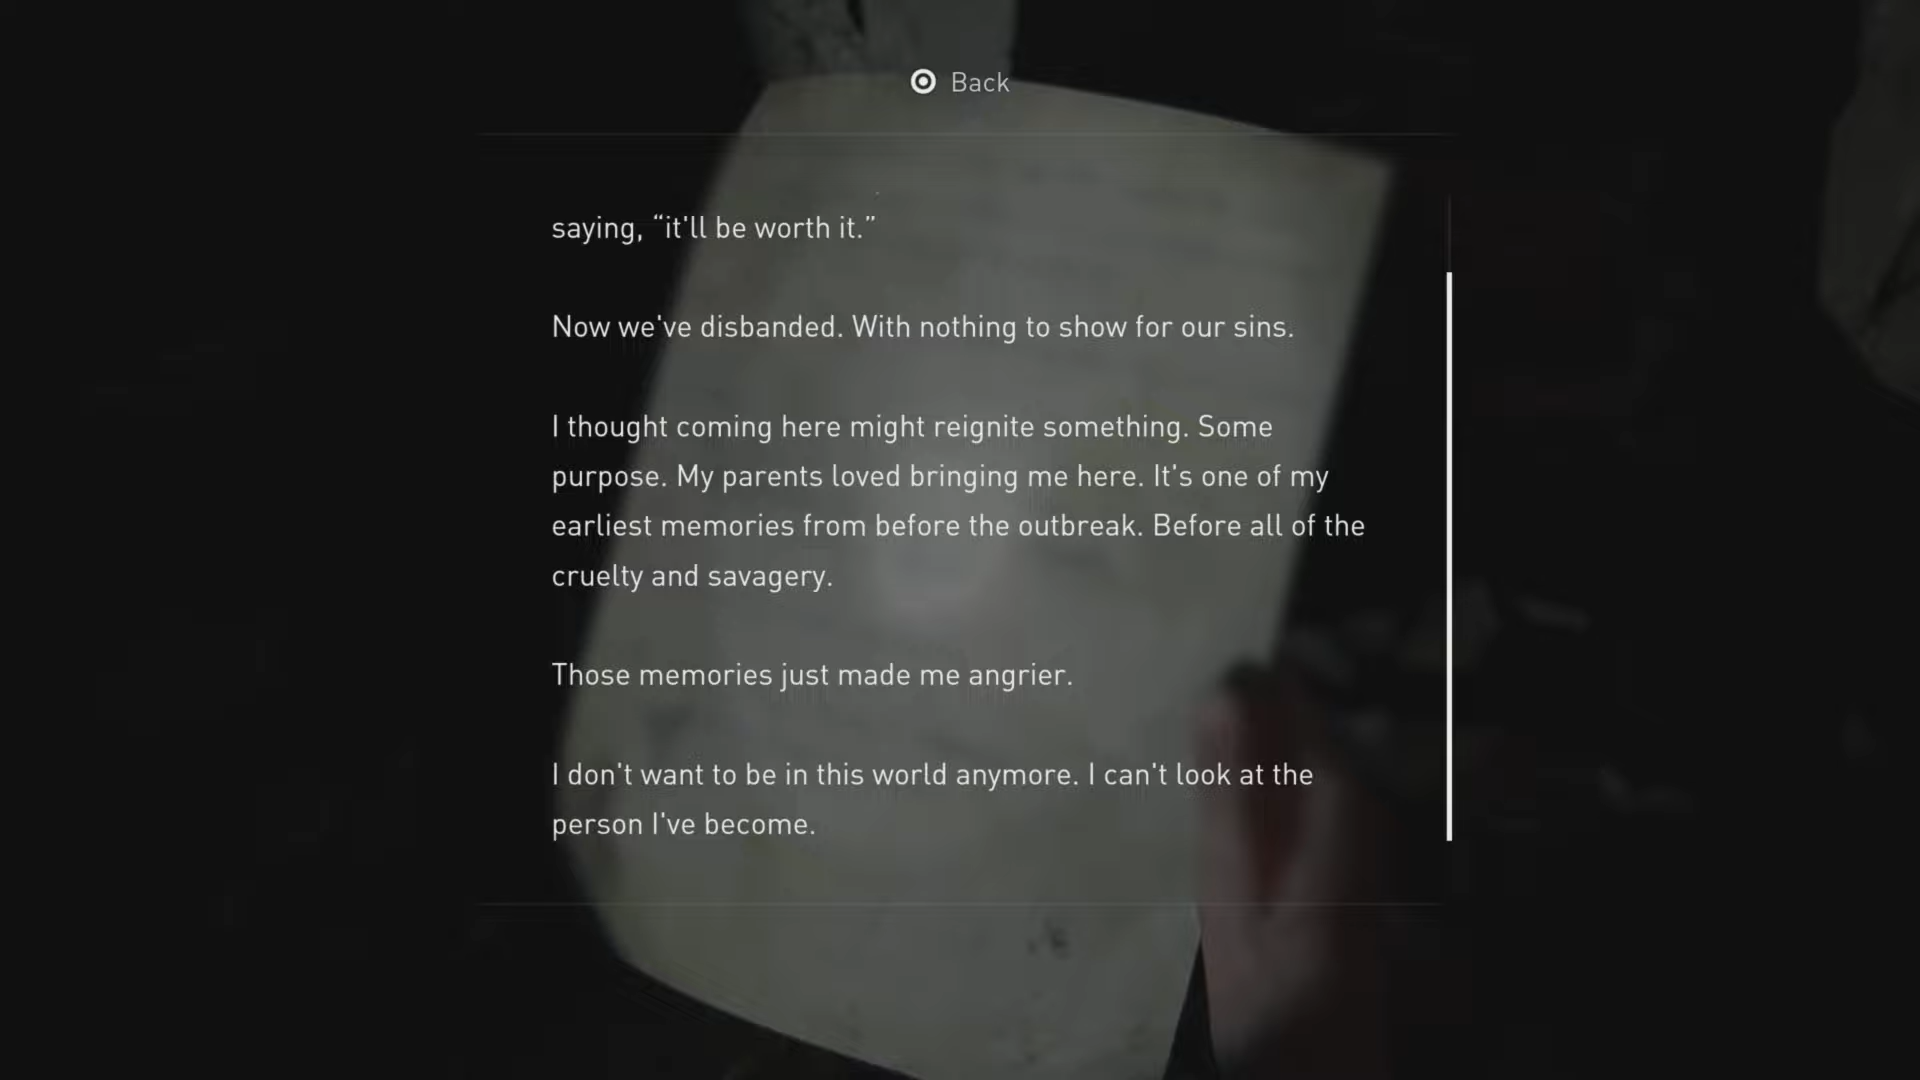 Back
saying, “it'll be worth it.”
Now we've disbanded. With nothing to show for our sins.
I thought coming here might reignite something. Some
purpose. My parents loved bringing me here. It's one of my
earliest memories from before the outbreak. Before all of the
cruelty and savagery.
Those memories just made me angrier.
I don't want to be in this world anymore. I can't look at the
person I've become.